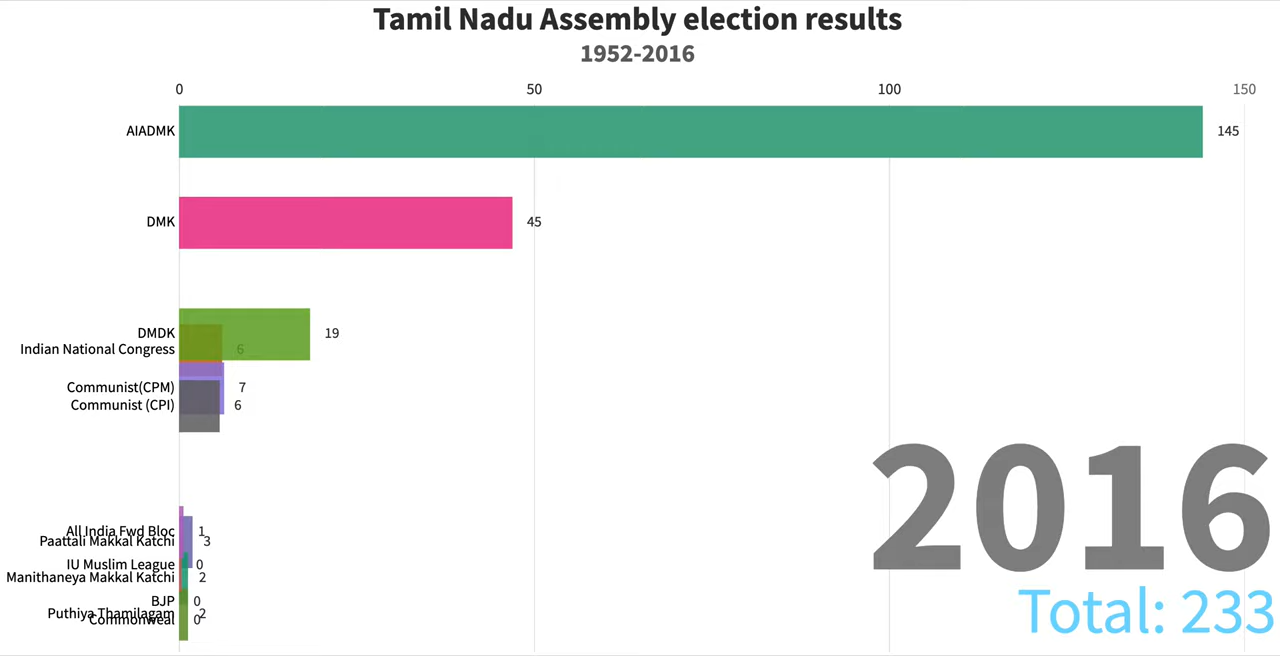 Tamil Nadu Assembly election results
1952-2016
0 50 100 150
AIADMK 145
DMK 45
DMDK 19
Indian National Congress 6
Communist(CPM) 7
Communist (CPI) 6
All India Fwd Bloc 1
Paattali Makkal Katchi 3
IU Muslim League 0
Manithaneya Makkal Katchi 2
BJP 0
Puthiya Thamilagam 2
Commonweal 0
2016
Total: 233